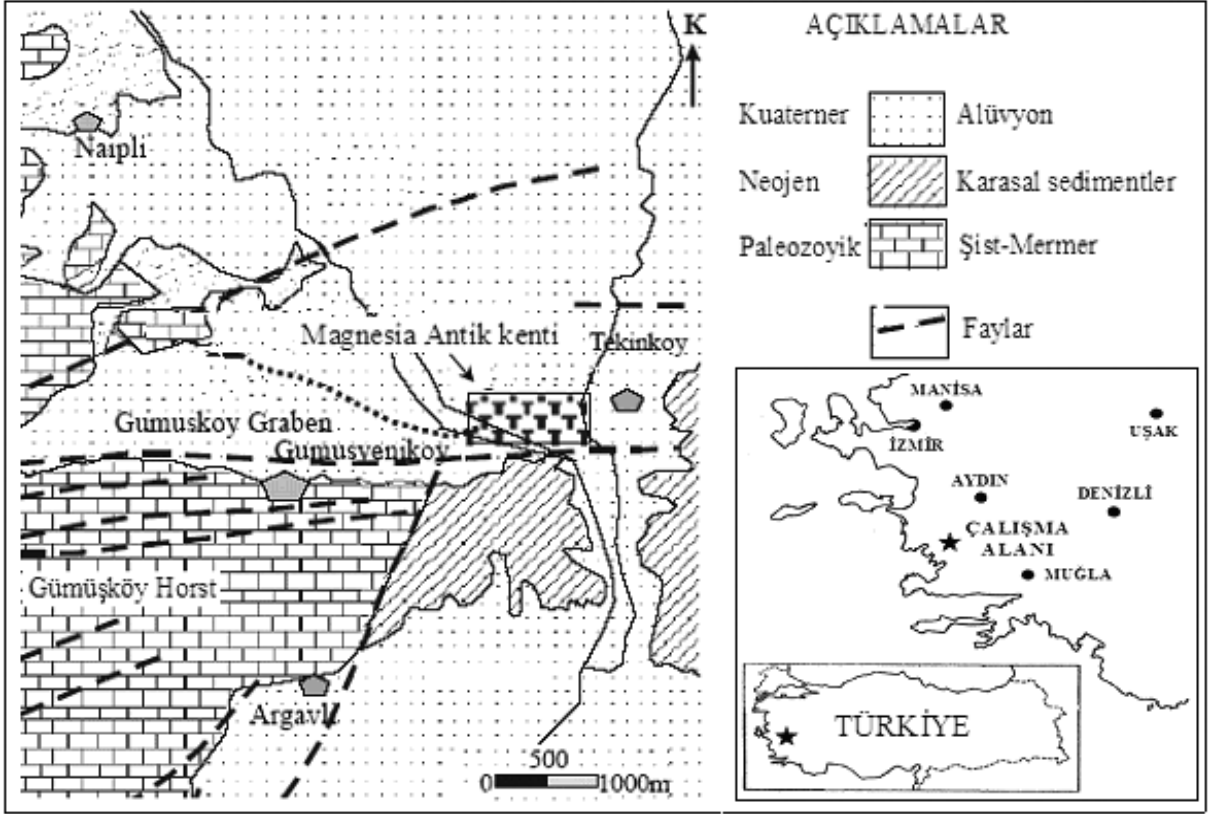 K
Naıpli
Magnesia Antik kenti
Tekinkoy
Gumuskoy Graben
Gumusyenikoy
Gümüşköy Horst
Argavlı
500
0 1000m
AÇIKLAMALAR
Kuaterner Alüvyon
Neojen Karasal sedimentler
Paleozoyik Şist-Mermer
Faylar
MANİSA
İZMİR
UŞAK
AYDIN
DENİZLİ
ÇALIŞMA
ALANI
MUĞLA
TÜRKİYE